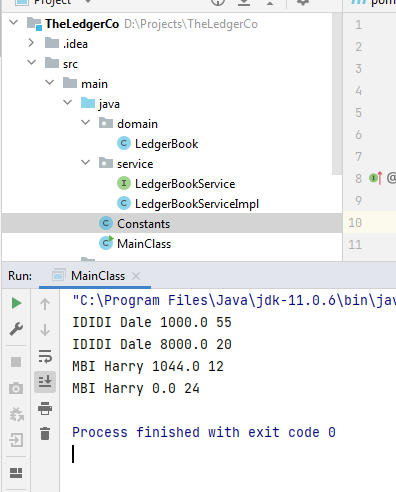 Project
TheLedgerCo D:\Projects\TheLedgerCo
.idea
src
main
java
domain
LedgerBook
service
LedgerBookService
LedgerBookServiceImpl
Constants
MainClass
1
2
3
4
5
6
7
8 @
9
10
11
Run: MainClass
"C:\Program Files\Java\jdk-11.0.6\bin\jav
IDIDI Dale 1000.0 55
IDIDI Dale 8000.0 20
MBI Harry 1044.0 12
MBI Harry 0.0 24
Process finished with exit code 0